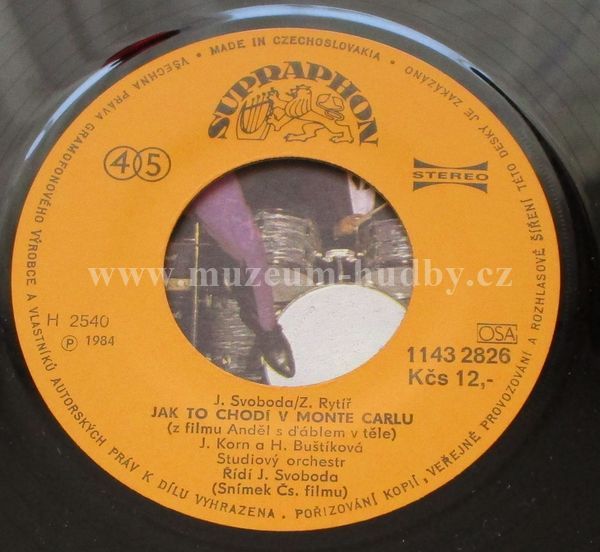 VŠECHNA PRÁVA GRAMOFONOVÉHO VÝROBCE A VLASTNÍKŮ AUTORSKÝCH PRÁV K DÍLU VYHRAZENA. POŘIZOVÁNÍ KOPIÍ, VEŘEJNÉ PROVOZOVÁNÍ A ROZHLASOVÉ ŠÍŘENÍ TÉTO DESKY JE ZAKÁZÁNO
• MADE IN CZECHOSLOVAKIA •
SUPRAPHON
45
STEREO
www.muzeum-hudby.cz
H 2540
P 1984
OSA
1143 2826
Kčs 12,-
J. Svoboda/Z. Rytíř
JAK TO CHODÍ V MONTE CARLU
(z filmu Anděl s ďáblem v těle)
J. Korn a H. Buštíková
Studiový orchestr
Řídí J. Svoboda
(Snímek Čs. filmu)